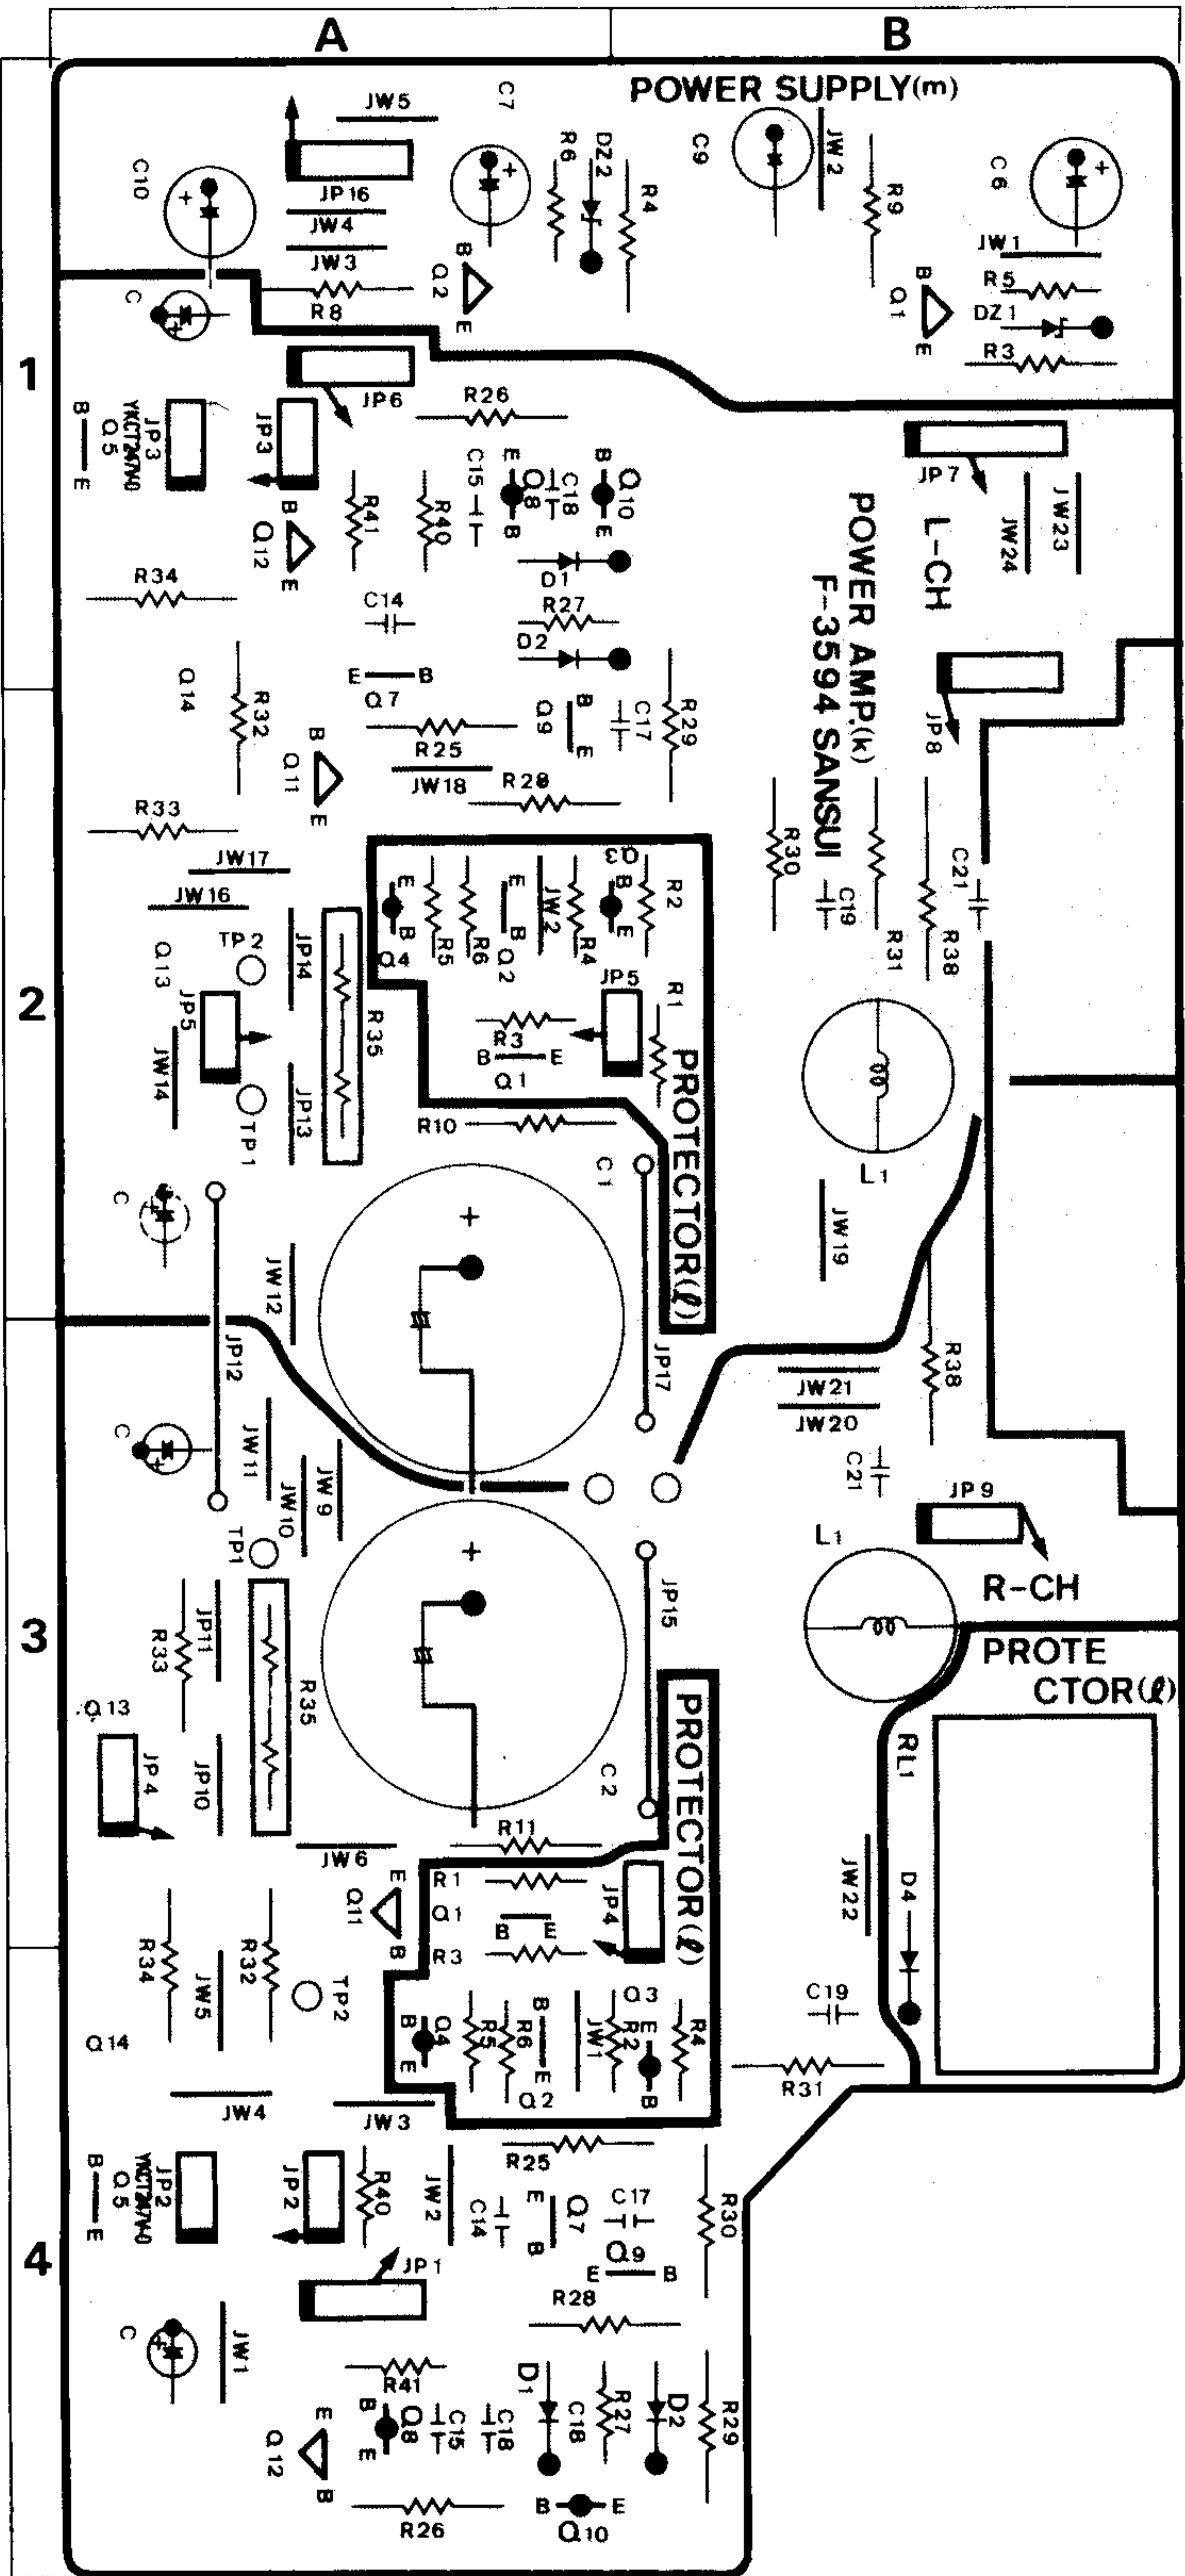 A
B
POWER SUPPLY(m)
JW5
C7
R6
DZ2
R4
C9
JW2
R9
C6
C10
+
JP16
JW4
JW3
R8
+
B
Q2
E
B
Q1
E
+
JW1
R5
DZ1
R3
C
+
1
JP6
R26
B
E
Q5
YKCT247W-0
JP3
JP3
B
Q12
E
R41
R40
C15
E
Q8
B
C18
B
Q10
E
JP7
JW23
JW24
L-CH
POWER AMP.(k)
F-3594 SANSUI
D1
R34
C14
R27
D2
E
B
Q7
Q14
R32
R25
JW18
B
Q9
E
C17
R29
JP8
B
Q11
E
R28
R33
JW17
JW16
R30
C19
R31
R38
C21
E
B
Q4
R5
R6
E
B
Q2
JW2
R4
Q3
B
E
R2
2
Q13
TP2
JP14
JP5
JW14
R35
JP13
TP1
JP5
R1
R3
B
E
Q1
R10
PROTECTOR(ℓ)
C1
L1
JW19
C
+
+
JW12
JP12
JP17
R38
JW21
JW20
C
+
JW11
JW10
JW9
C21
JP9
L1
R-CH
TP1
+
JP15
3
R33
JP11
R35
PROTE
CTOR(ℓ)
Q13
JP4
JP10
C2
PROTECTOR(ℓ)
RL1
R11
JW6
JW22
D4
E
Q11
B
R1
Q1
B
E
R3
JP4
R34
JW5
R32
TP2
C19
Q14
B
Q4
E
R5
R6
B
E
Q2
JW1
R2
Q3
E
B
R4
R31
JW4
JW3
R25
B
E
Q5
YKCT247W-0
JP2
JP2
R40
JW2
C14
E
B
Q7
C17
R30
4
JP1
Q9
E
B
R28
C
+
JW1
R41
B
Q8
E
C15
C18
D1
C18
R27
D2
R29
E
Q12
B
R26
B
E
Q10